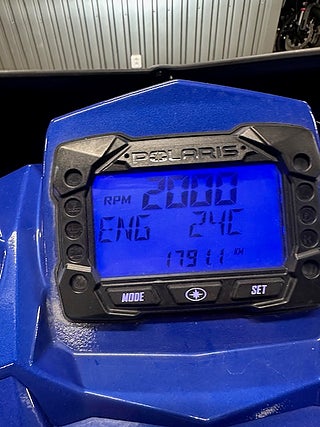 POLARIS
RPM 2000
ENG 24C
1791.1 KM
MODE SET